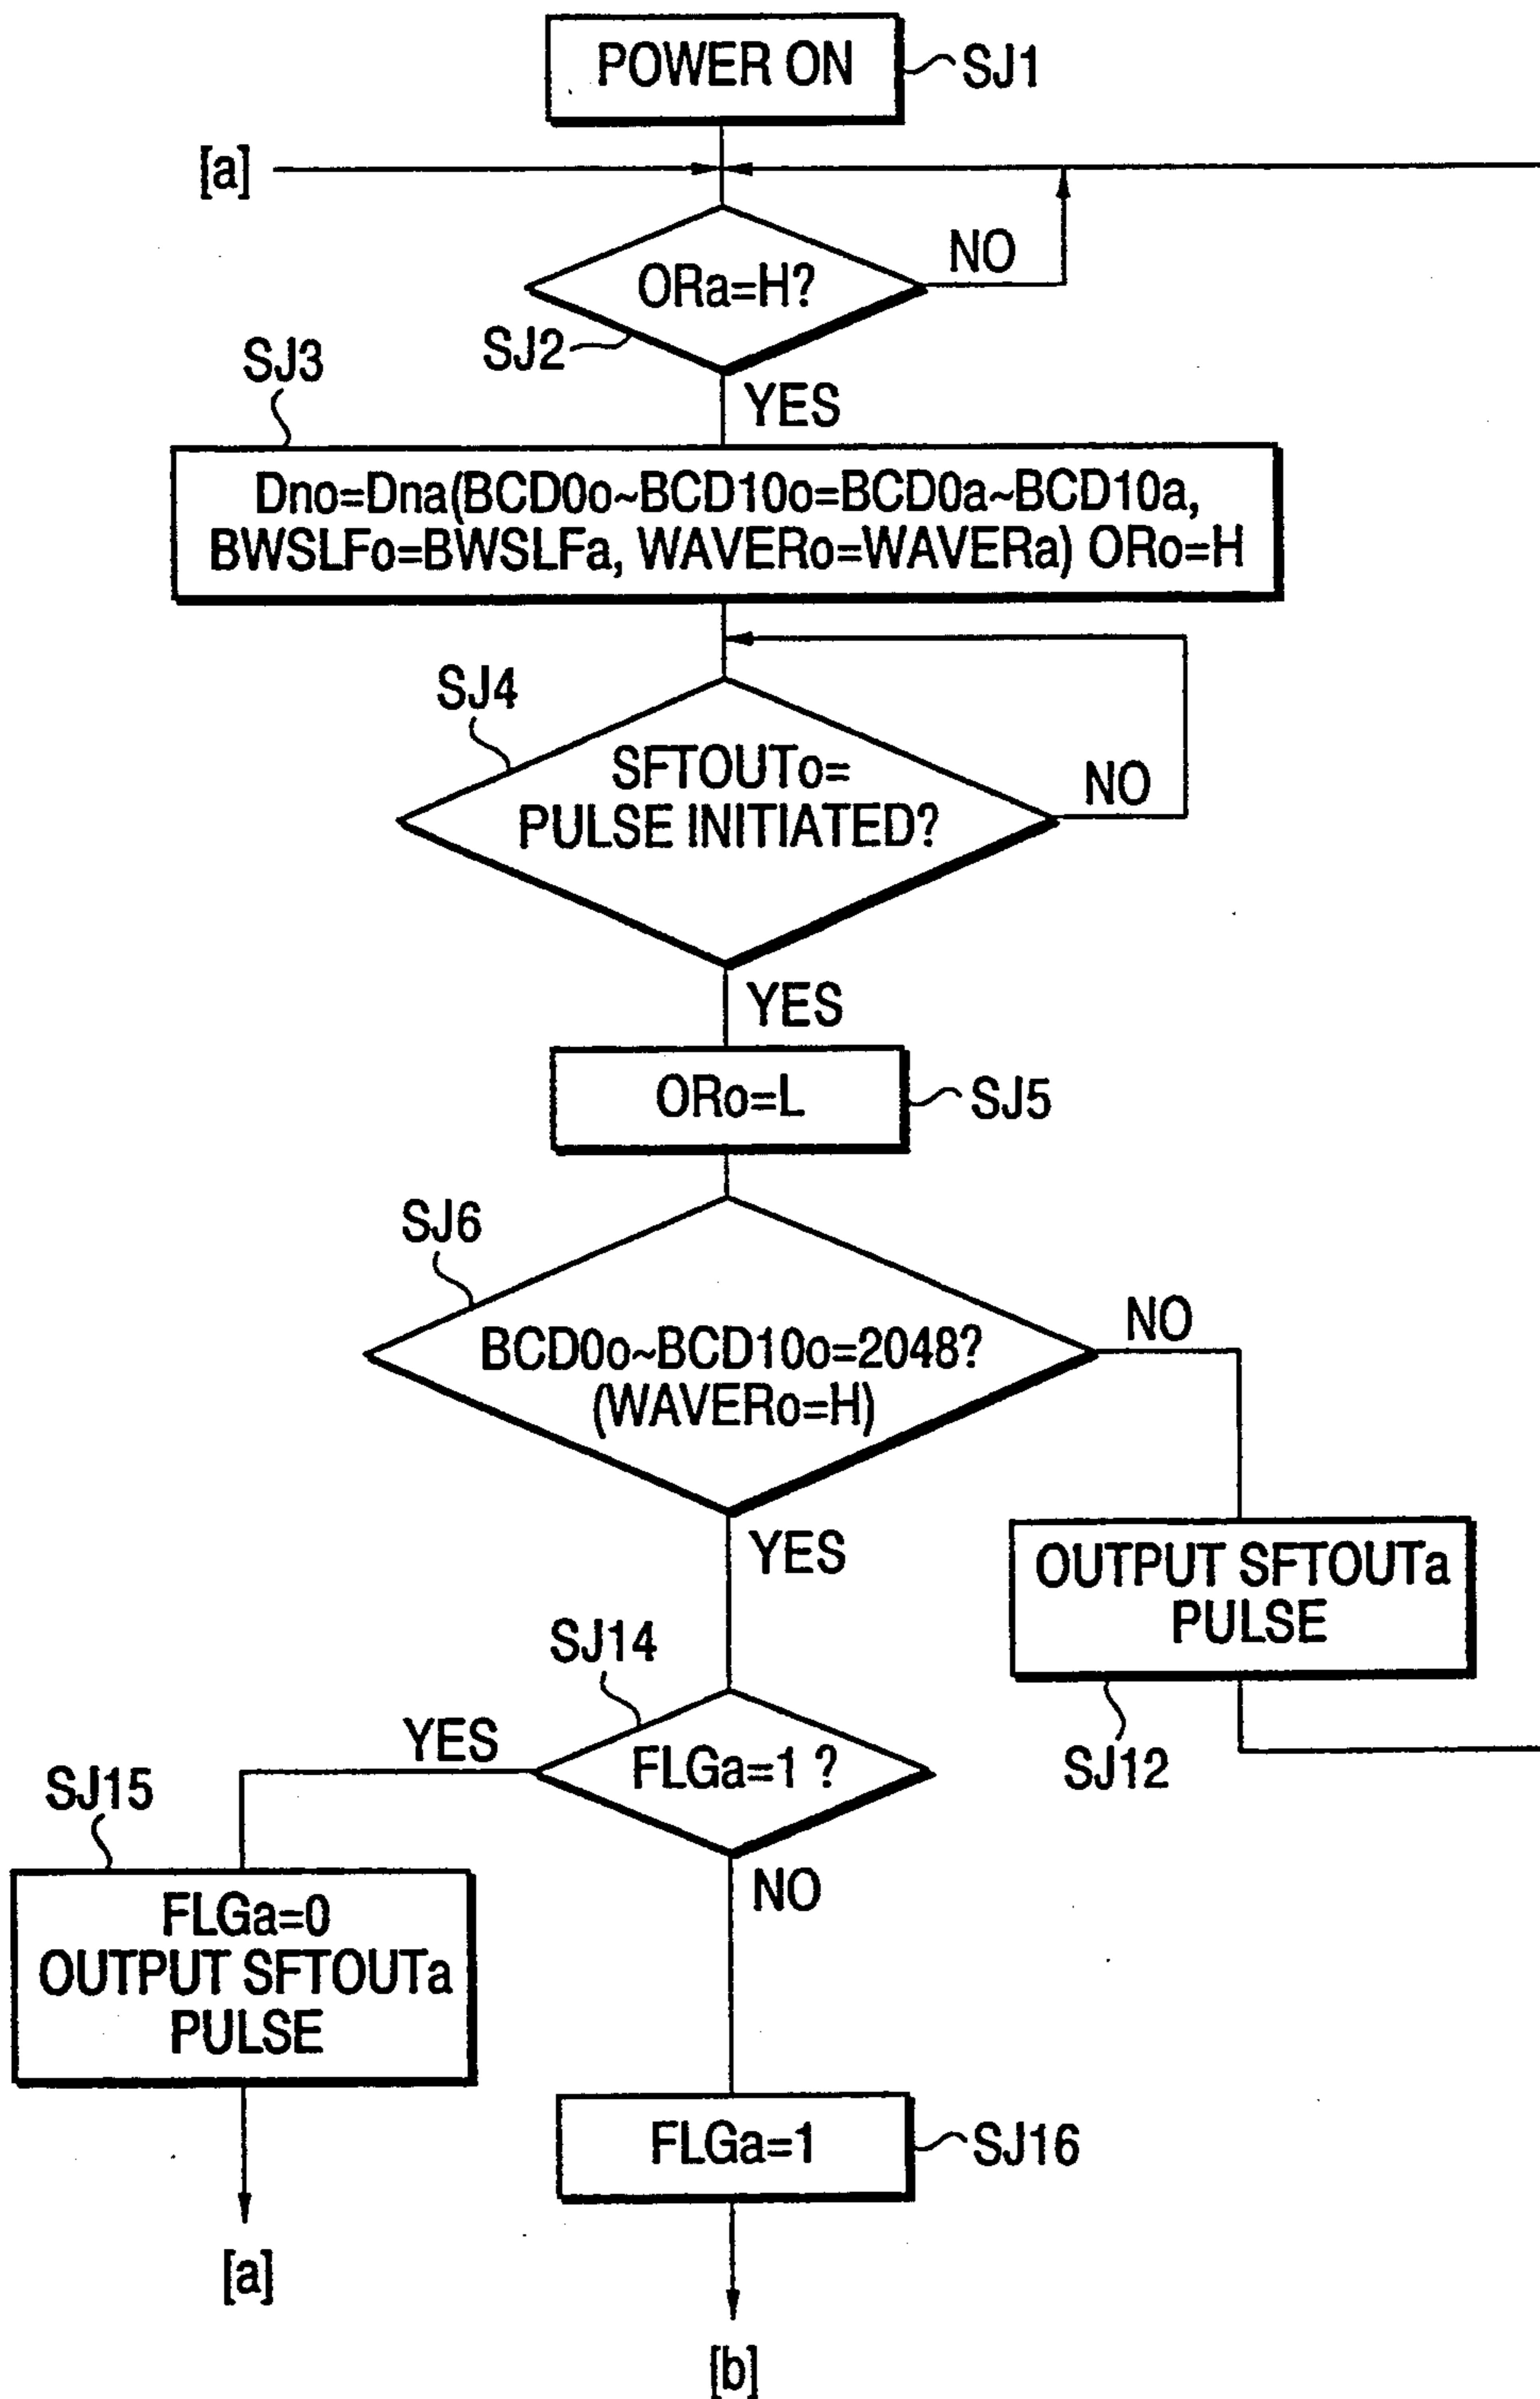 POWER ON
SJ1
[a]
ORa=H?
NO
SJ2
YES
SJ3
Dno=Dna(BCD0o~BCD10o=BCD0a~BCD10a,
BWSLFo=BWSLFa, WAVERo=WAVERa) ORo=H
SJ4
SFTOUTo=
PULSE INITIATED?
NO
YES
ORo=L
SJ5
SJ6
BCD0o~BCD10o=2048?
(WAVERo=H)
NO
YES
OUTPUT SFTOUTa
PULSE
SJ12
SJ14
FLGa=1 ?
YES
NO
SJ15
FLGa=0
OUTPUT SFTOUTa
PULSE
[a]
FLGa=1
SJ16
[b]